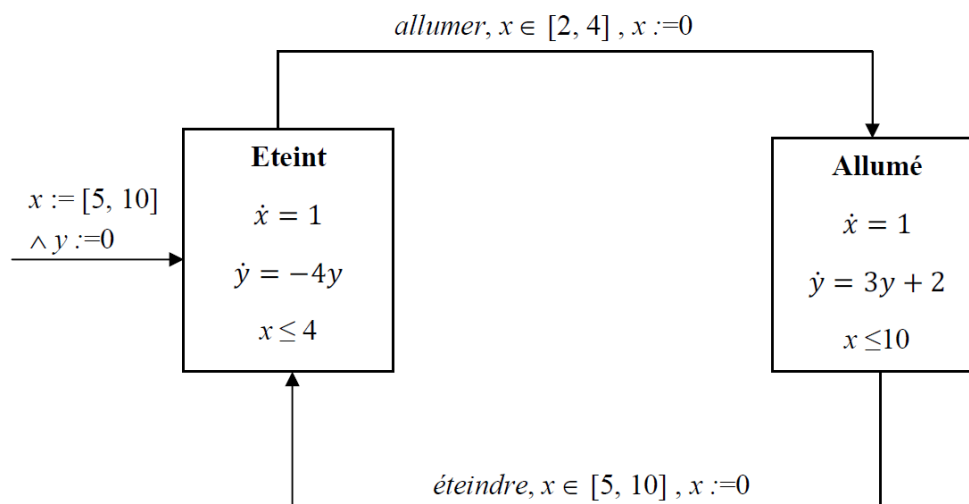 allumer, x ∈ [2, 4] , x :=0
Eteint
ẋ = 1
ẏ = −4y
x ≤ 4
x := [5, 10]
∧ y :=0
Allumé
ẋ = 1
ẏ = 3y + 2
x ≤10
éteindre, x ∈ [5, 10] , x :=0